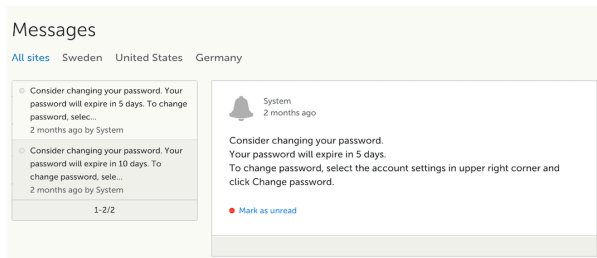 Messages
All sites Sweden United States Germany
Consider changing your password. Your
password will expire in 5 days. To change
password, selec...
2 months ago by System
Consider changing your password. Your
password will expire in 10 days. To
change password, sele...
2 months ago by System
1-2/2
System
2 months ago
Consider changing your password.
Your password will expire in 5 days.
To change password, select the account settings in upper right corner and
click Change password.
Mark as unread